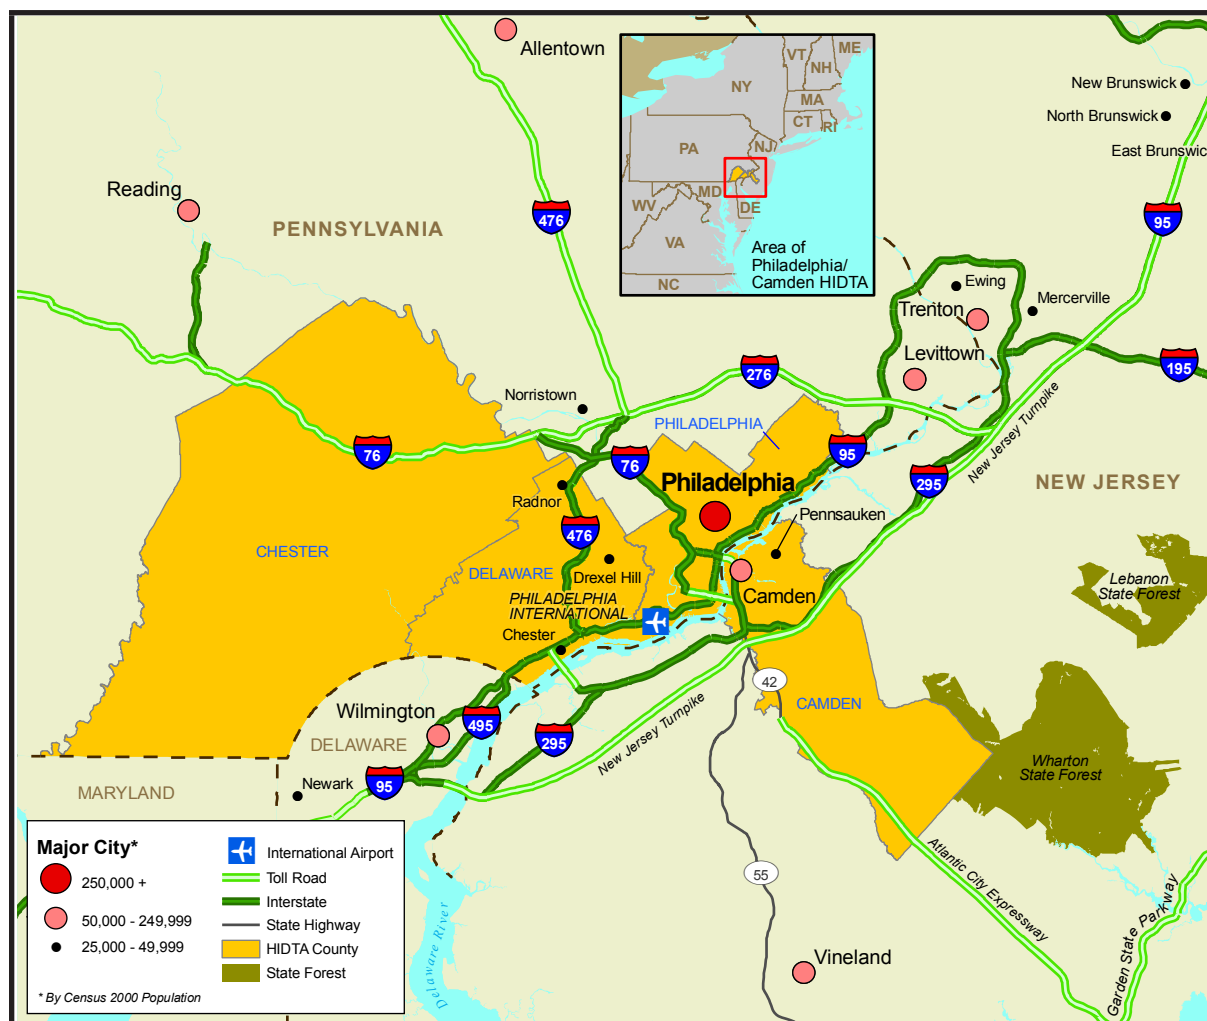 Allentown
VT
ME
NH
NY
MA
CT
RI
PA
NJ
MD
WV
DE
VA
NC
Area of
Philadelphia/
Camden HIDTA
New Brunswick
North Brunswick
East Brunswic
Reading
PENNSYLVANIA
476
95
Ewing
Mercerville
Trenton
Levittown
276
195
Norristown
PHILADELPHIA
New Jersey Turnpike
76
76
95
295
Philadelphia
NEW JERSEY
Radnor
Pennsauken
476
CHESTER
DELAWARE
Drexel Hill
Lebanon
State Forest
PHILADELPHIA
INTERNATIONAL
Camden
Chester
42
CAMDEN
Wilmington
495
New Jersey Turnpike
DELAWARE
295
Wharton
State Forest
Newark
95
MARYLAND
Major City*
250,000 +
50,000 - 249,999
25,000 - 49,999
International Airport
Toll Road
Interstate
State Highway
HIDTA County
State Forest
* By Census 2000 Population
Delaware River
55
Vineland
Atlantic City Expressway
Garden State Parkway